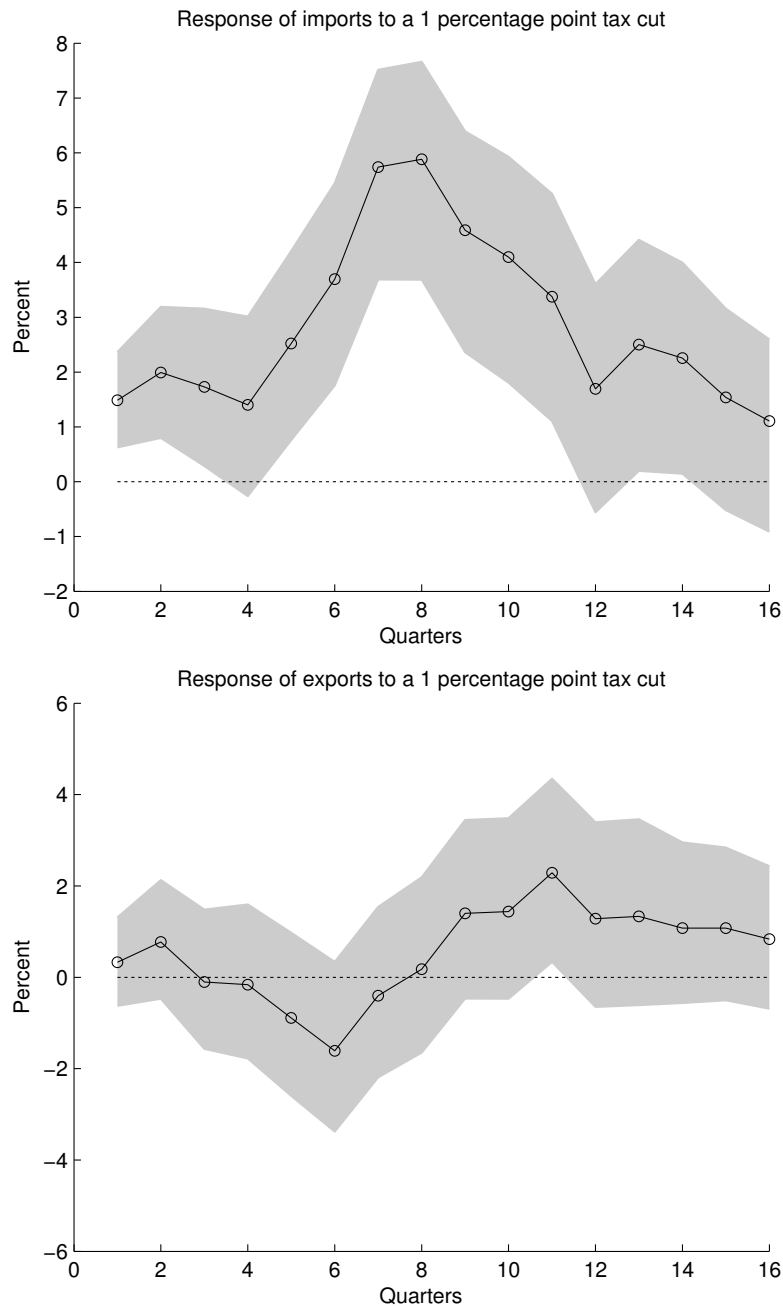 Response of imports to a 1 percentage point tax cut
8
7
6
5
4
3
2
1
0
−1
−2
Percent
0 2 4 6 8 10 12 14 16
Quarters
Response of exports to a 1 percentage point tax cut
6
4
2
0
−2
−4
−6
Percent
0 2 4 6 8 10 12 14 16
Quarters